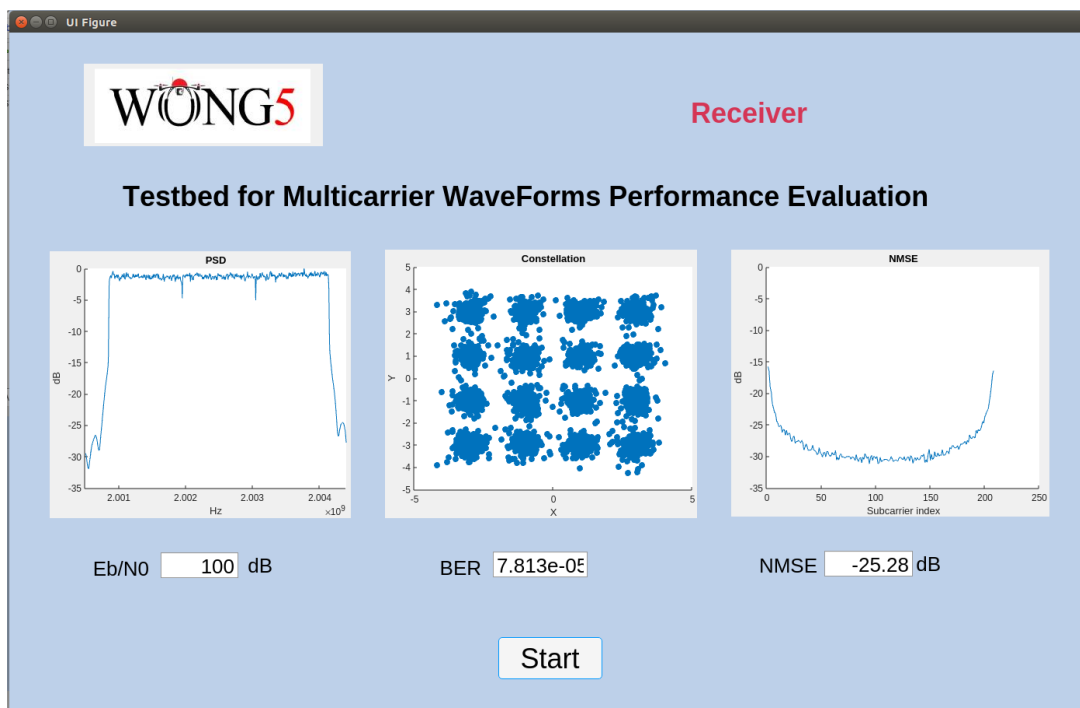 UI Figure
WONG5
Receiver
Testbed for Multicarrier WaveForms Performance Evaluation
PSD
0
-5
-10
-15
-20
-25
-30
-35
dB
2.001
2.002
2.003
2.004
Hz
×10⁹
Constellation
5
4
3
2
1
0
-1
-2
-3
-4
-5
Y
-5
0
5
X
NMSE
0
-5
-10
-15
-20
-25
-30
-35
dB
0
50
100
150
200
250
Subcarrier index
Eb/N0 100 dB
BER 7.813e-05
NMSE -25.28 dB
Start